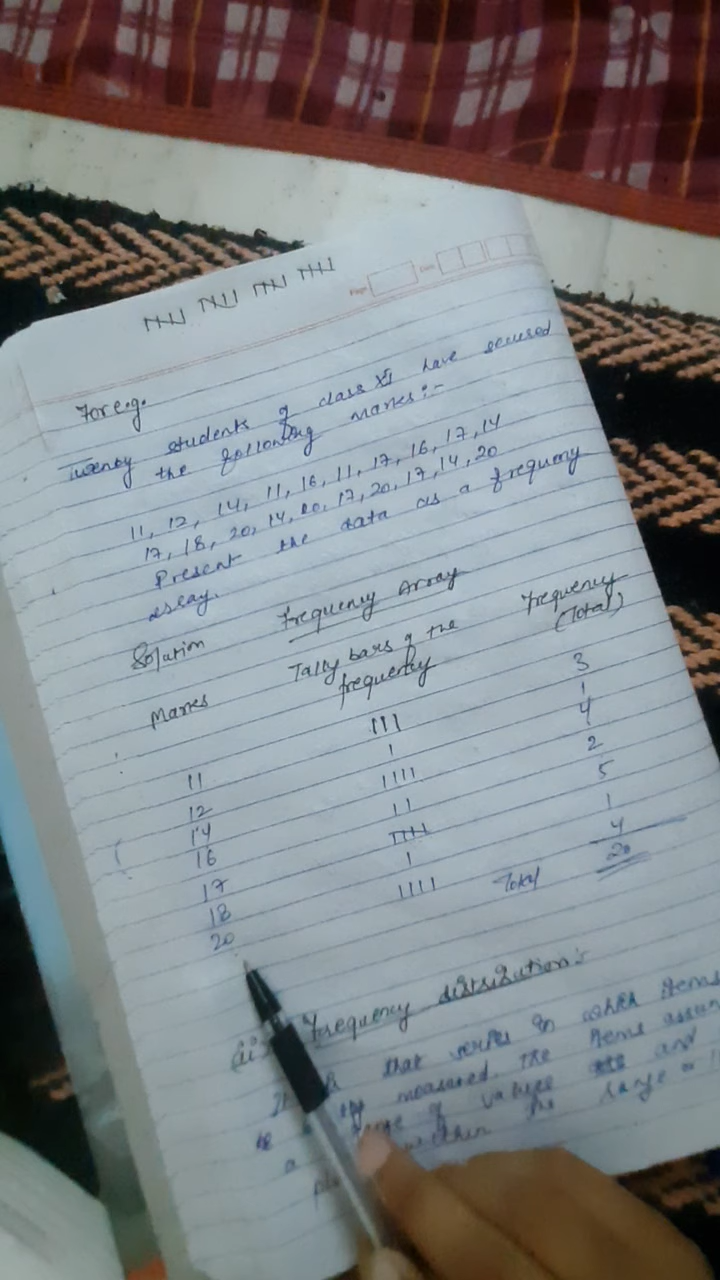 For e.g.
Twenty students of class XI have secured
the following marks:-
11, 12, 14, 11, 16, 11, 17, 16, 17, 14
17, 18, 20, 14, 20, 17, 20, 17, 14, 20
Present the data as a frequency
array.
Solution Frequency Array
Marks Tally bars of the frequency Frequency (Total)
11 III 3
12 I 1
14 IIII 4
16 II 2
17 IIII 5
18 I 1
20 IIII 4
Total 20
(ii) Frequency distribution:-
that in which items
measured. The items assum
range of values and
a within the range or